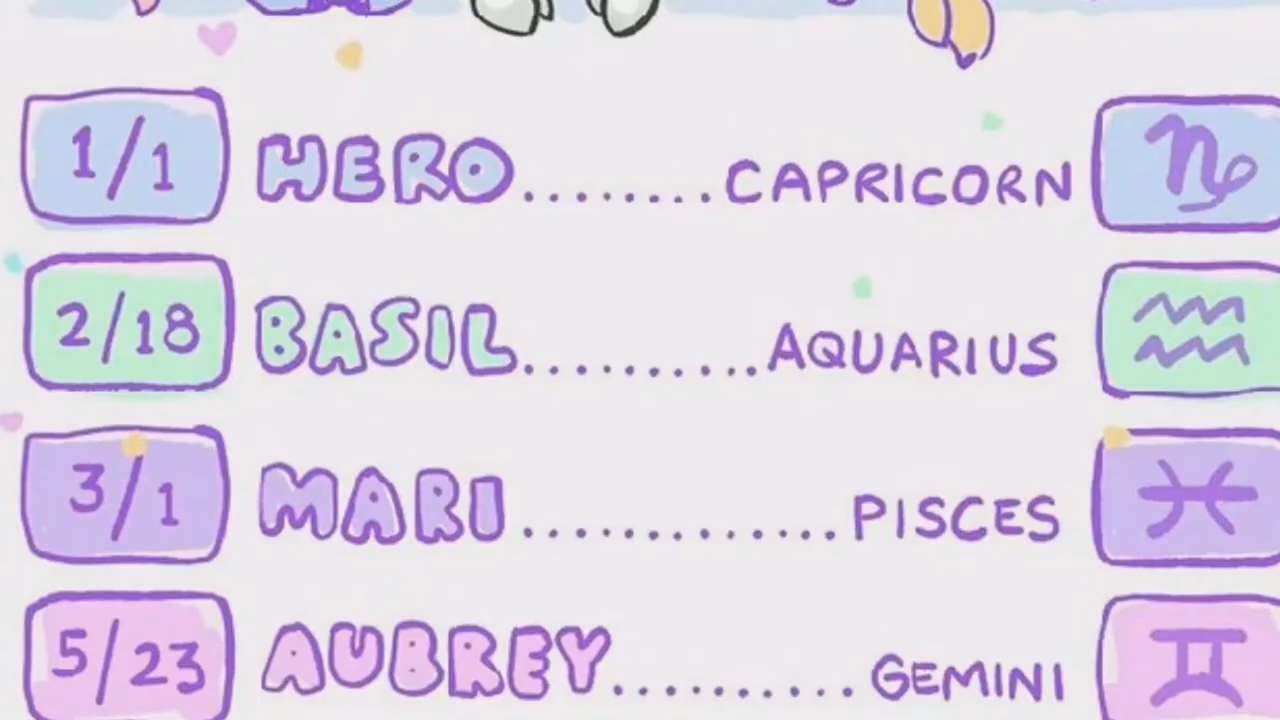 1/1 HERO........CAPRICORN
2/18 BASIL..........AQUARIUS
3/1 MARI.............PISCES
5/23 AUBREY..........GEMINI